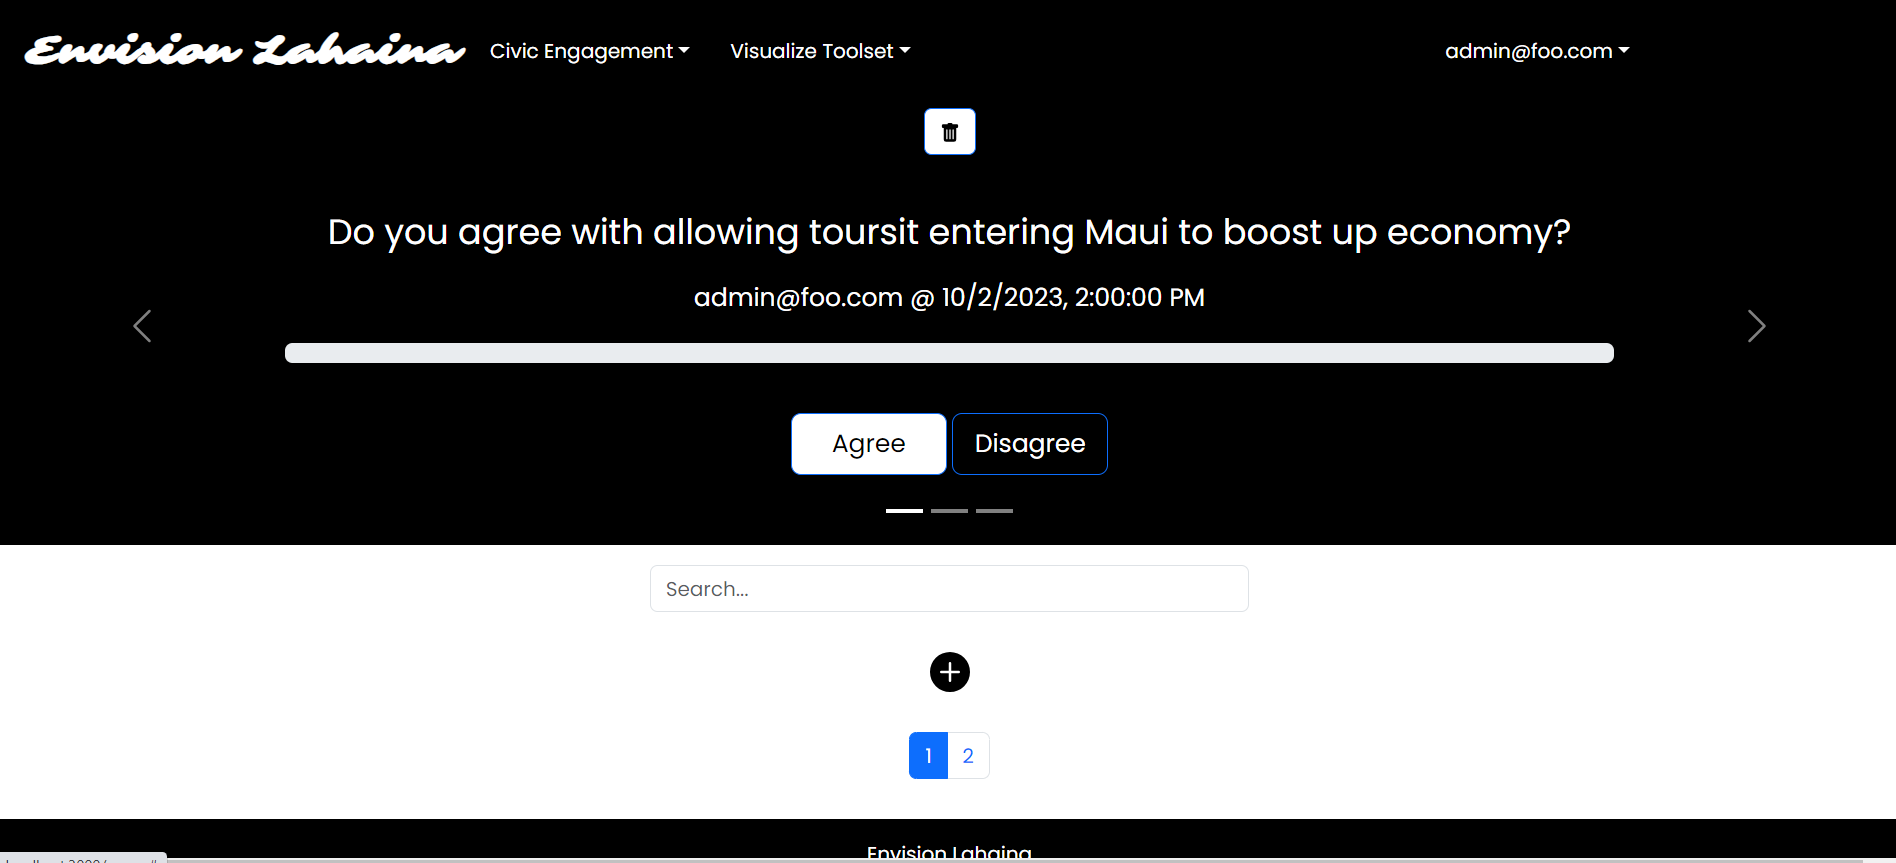 Envision Lahaina Civic Engagement Visualize Toolset admin@foo.com
Do you agree with allowing toursit entering Maui to boost up economy?
admin@foo.com @ 10/2/2023, 2:00:00 PM
Agree Disagree
Search...
1 2
Envision Lahaina